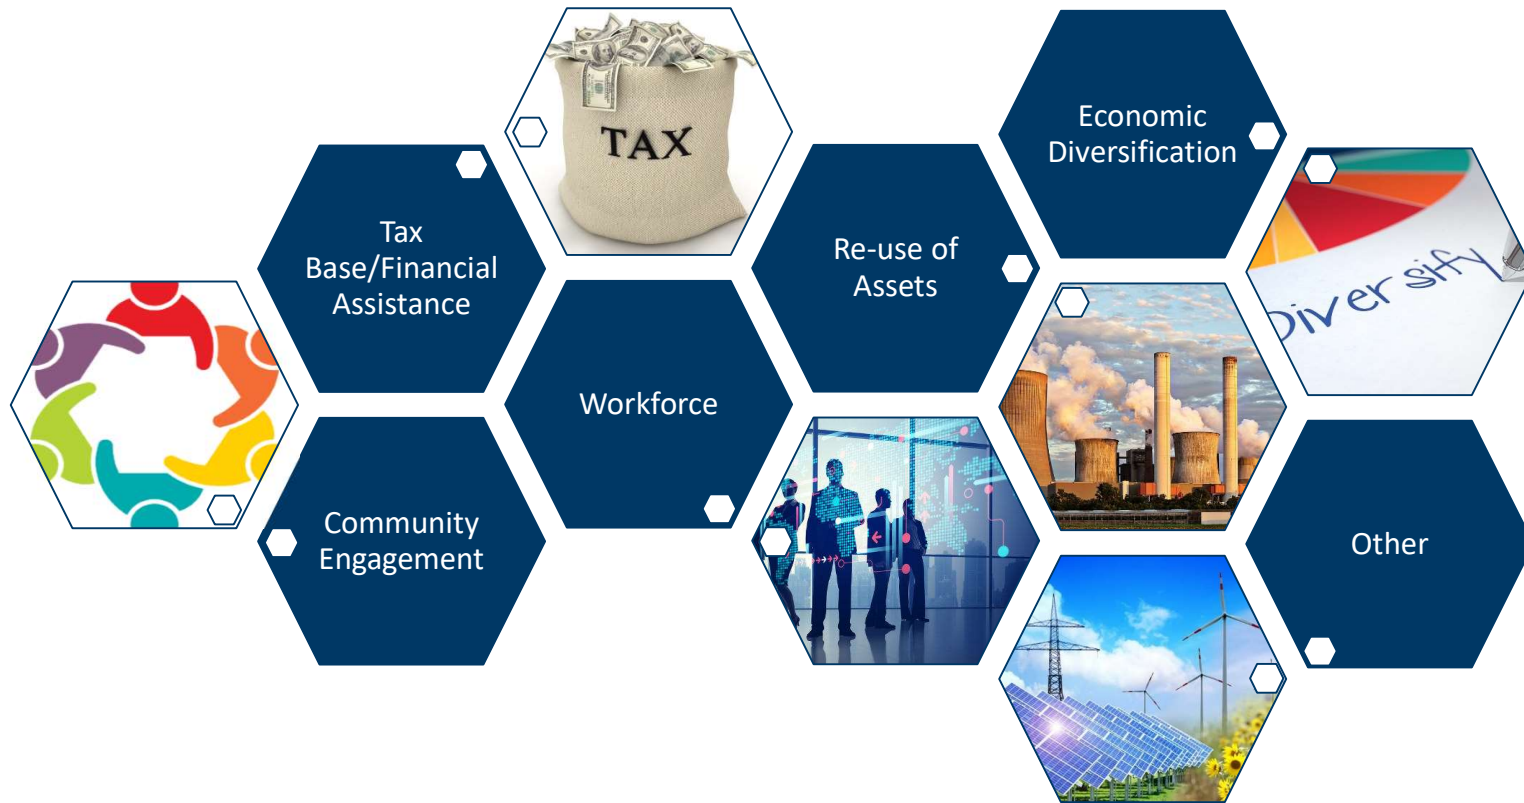 TAX
Economic
Diversification
Tax
Base/Financial
Assistance
Re-use of
Assets
Diversify
Workforce
Community
Engagement
Other